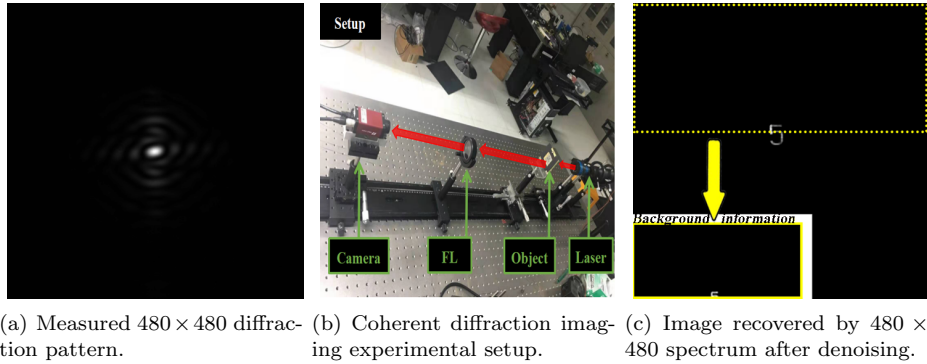 Setup
Camera
FL
Object
Laser
5
Background information
5
(a) Measured 480 × 480 diffrac-
tion pattern.
(b) Coherent diffraction imag-
ing experimental setup.
(c) Image recovered by 480 ×
480 spectrum after denoising.